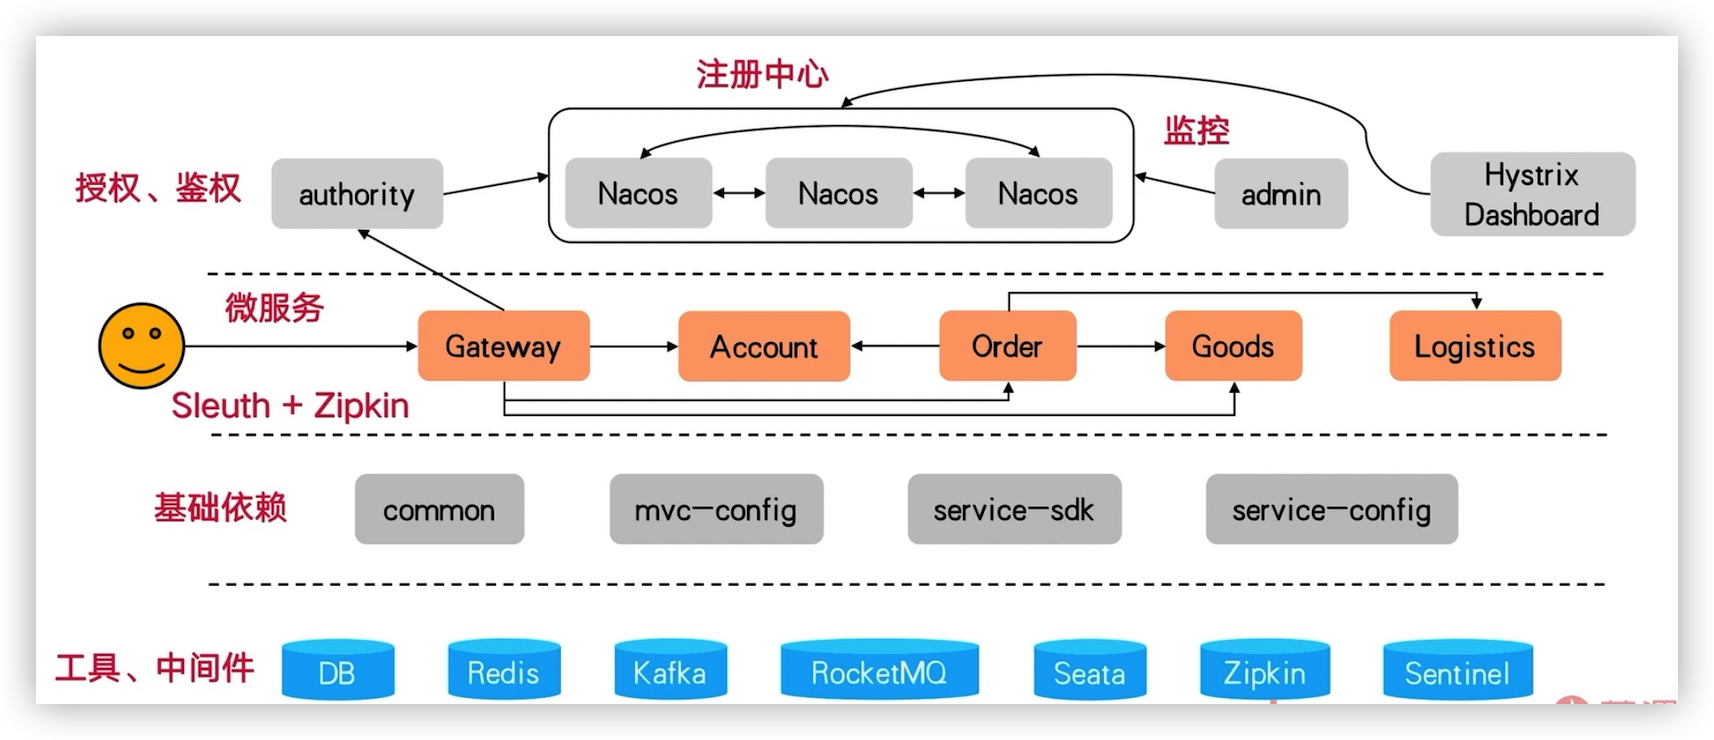 注册中心
监控
授权、鉴权
authority
Nacos
Nacos
Nacos
admin
Hystrix
Dashboard
微服务
Gateway
Account
Order
Goods
Logistics
Sleuth + Zipkin
基础依赖
common
mvc-config
service-sdk
service-config
工具、中间件
DB
Redis
Kafka
RocketMQ
Seata
Zipkin
Sentinel